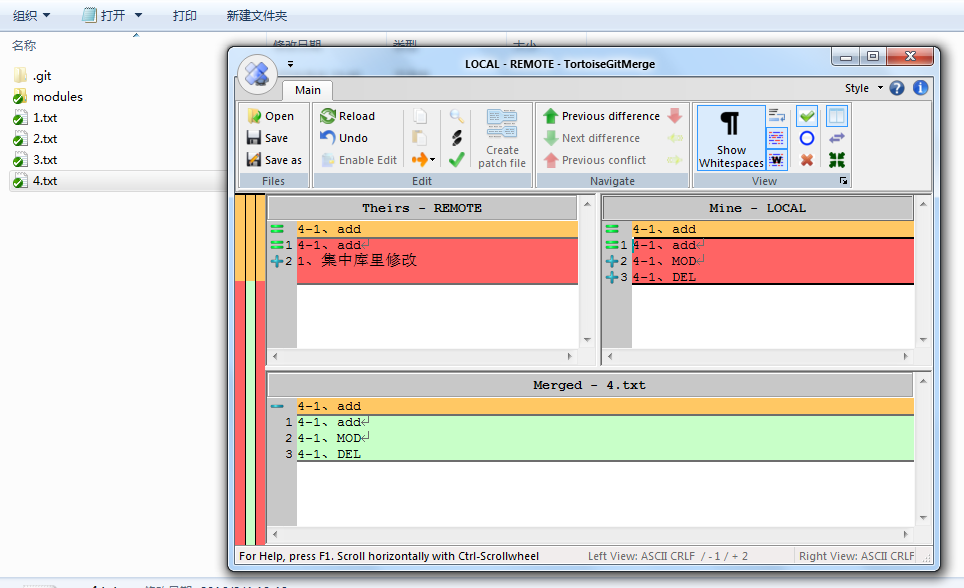 组织 打开 打印 新建文件夹
名称
.git
modules
1.txt
2.txt
3.txt
4.txt
LOCAL - REMOTE - TortoiseGitMerge
Main
Style
Open
Save
Save as
Files
Reload
Undo
Enable Edit
Create
patch file
Edit
Previous difference
Next difference
Previous conflict
Navigate
Show
Whitespaces
View
Theirs - REMOTE
4-1、add
1 4-1、add
2 1、集中库里修改
Mine - LOCAL
4-1、add
1 4-1、add
2 4-1、MOD
3 4-1、DEL
Merged - 4.txt
4-1、add
1 4-1、add
2 4-1、MOD
3 4-1、DEL
For Help, press F1. Scroll horizontally with Ctrl-Scrollwheel
Left View: ASCII CRLF / - 1 / + 2
Right View: ASCII CRLF